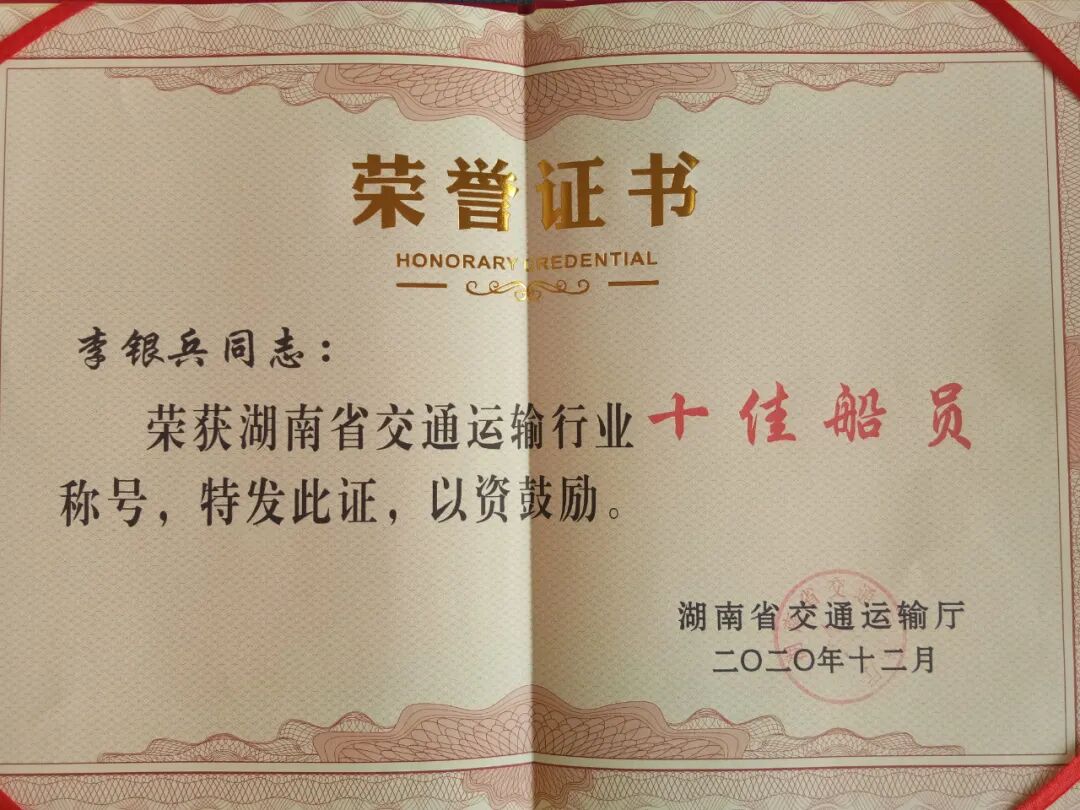 荣誉证书
HONORARY CREDENTIAL
李银兵同志：
荣获湖南省交通运输行业十佳船员
称号，特发此证，以资鼓励。
湖南省交通运输厅
二〇二〇年十二月